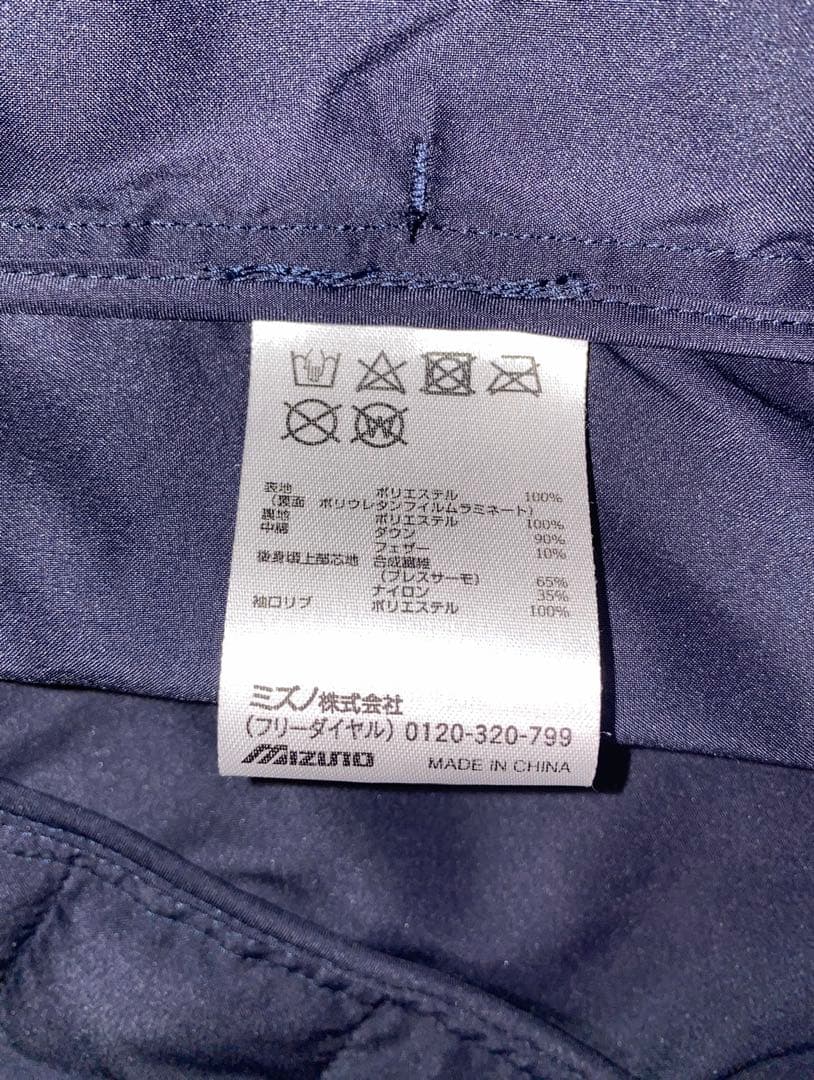 表地 ポリエステル 100%
(裏面 ポリウレタンフィルムラミネート)
裏地 ポリエステル 100%
中綿 ダウン 90%
フェザー 10%
後身頃上部芯地 合成繊維
(ブレスサーモ) 65%
ナイロン 35%
袖口リブ ポリエステル 100%
ミズノ株式会社
(フリーダイヤル) 0120-320-799
MIZUNO MADE IN CHINA